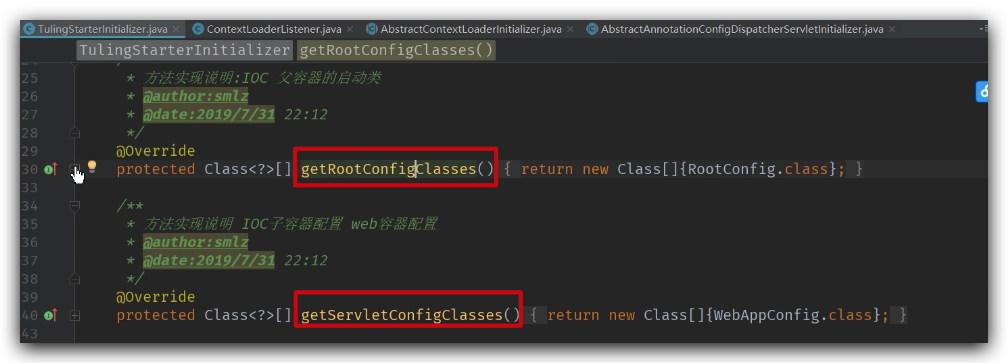 TulingStarterInitializer.java × ContextLoaderListener.java × AbstractContextLoaderInitializer.java × AbstractAnnotationConfigDispatcherServletInitializer.java ×
TulingStarterInitializer getRootConfigClasses()
25 * 方法实现说明:IOC 父容器的启动类
26 * @author:smlz
27 * @date:2019/7/31 22:12
28 */
29 @Override
30 protected Class<?>[] getRootConfigClasses() { return new Class[]{RootConfig.class}; }
33
34 /**
35 * 方法实现说明 IOC子容器配置 web容器配置
36 * @author:smlz
37 * @date:2019/7/31 22:12
38 */
39 @Override
40 protected Class<?>[] getServletConfigClasses() { return new Class[]{WebAppConfig.class}; }
43